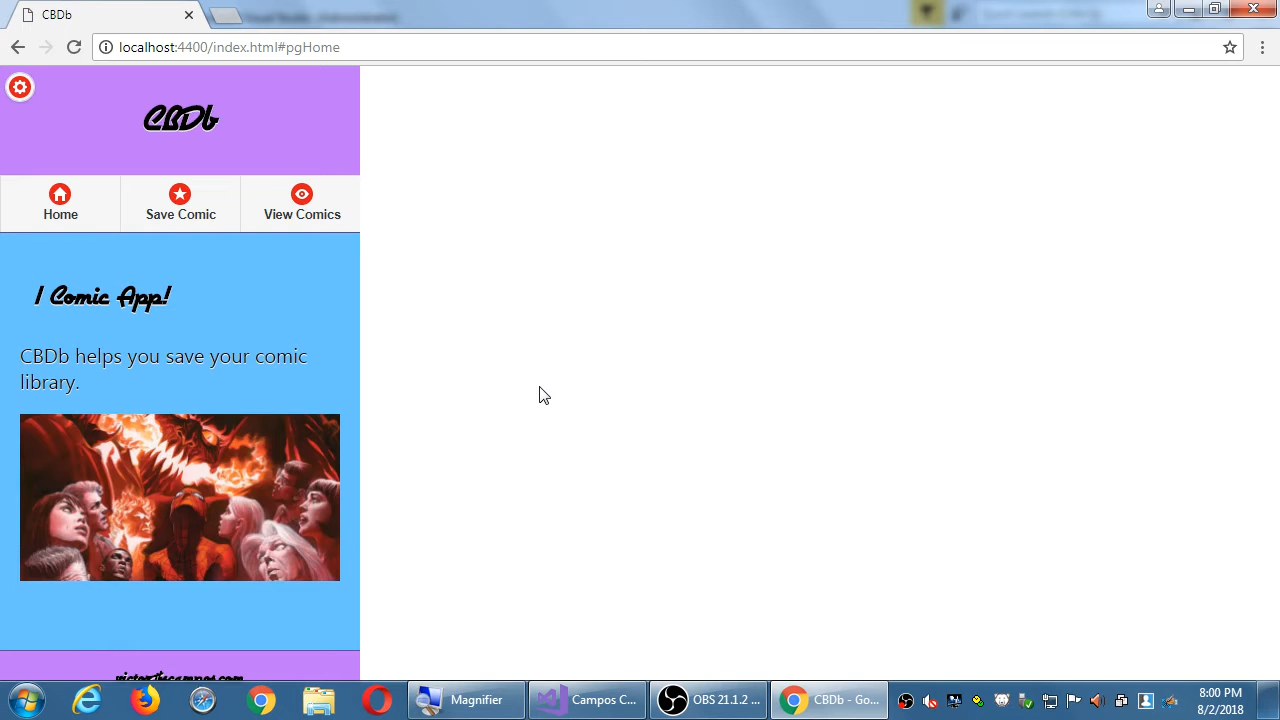 CBDb
localhost:4400/index.html#pgHome
CBDb
Home
Save Comic
View Comics
I Comic App!
CBDb helps you save your comic
library.
Magnifier
Campos C...
OBS 21.1.2 ...
CBDb - Go...
8:00 PM
8/2/2018